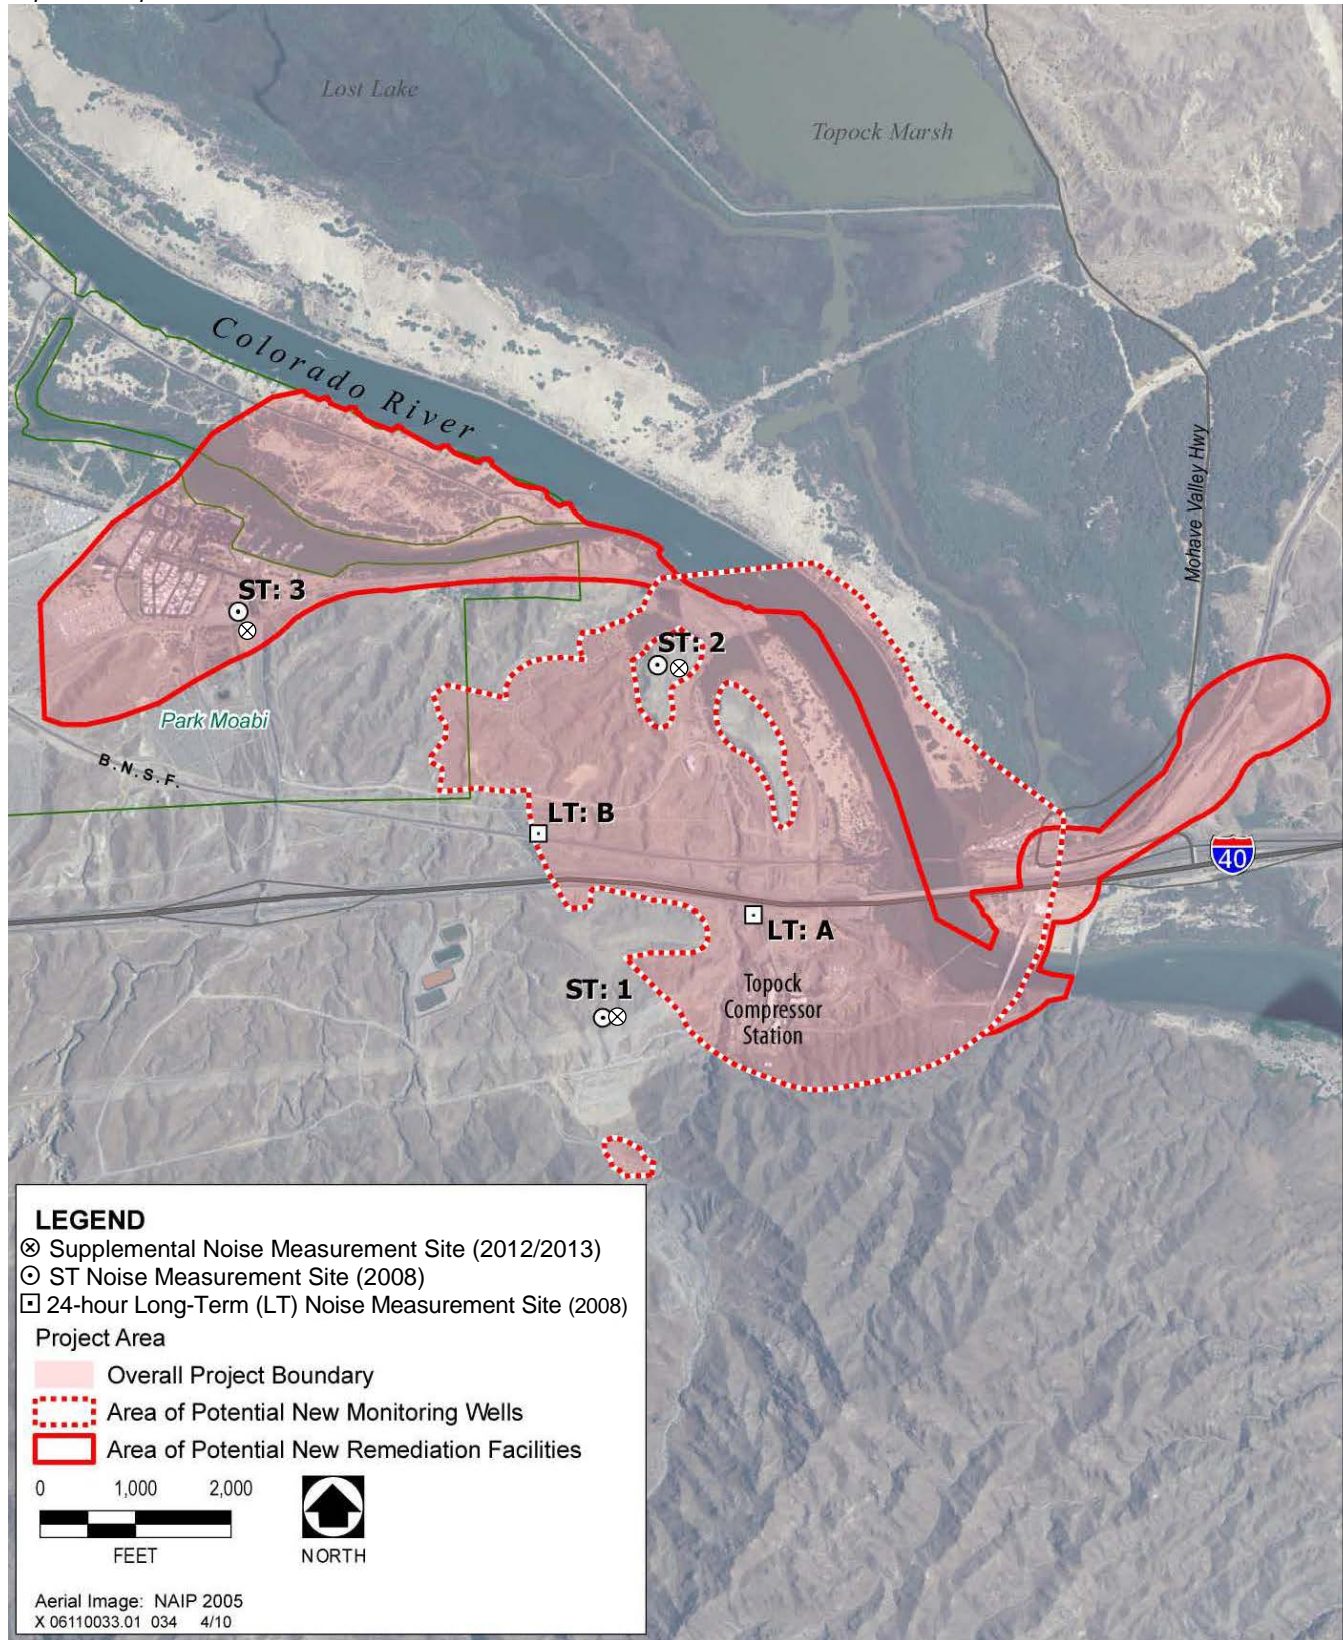 Lost Lake
Topock Marsh
Colorado River
Mohave Valley Hwy
ST: 3
ST: 2
Park Moabi
B.N.S.F.
LT: B
40
LT: A
ST: 1
Topock
Compressor
Station
LEGEND
⊗ Supplemental Noise Measurement Site (2012/2013)
⊙ ST Noise Measurement Site (2008)
⊡ 24-hour Long-Term (LT) Noise Measurement Site (2008)
Project Area
Overall Project Boundary
Area of Potential New Monitoring Wells
Area of Potential New Remediation Facilities
0 1,000 2,000
FEET
NORTH
Aerial Image: NAIP 2005
X 06110033.01 034 4/10